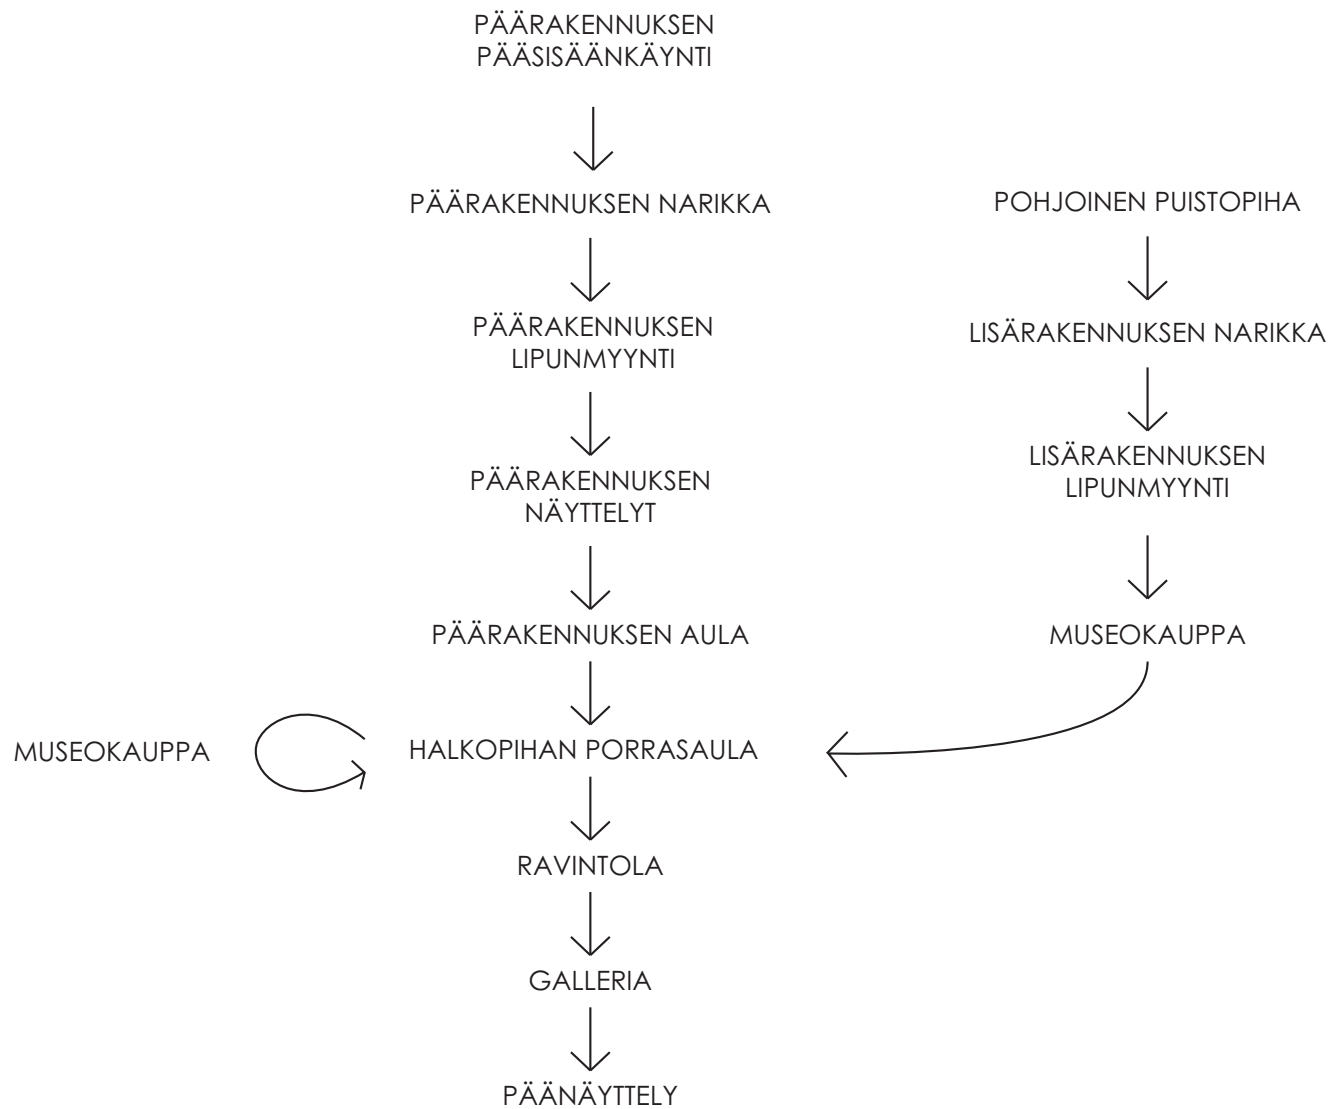 PÄÄRAKENNUKSEN
PÄÄSISÄÄNKÄYNTI
PÄÄRAKENNUKSEN NARIKKA
POHJOINEN PUISTOPIHA
PÄÄRAKENNUKSEN
LIPUNMYYNTI
LISÄRAKENNUKSEN NARIKKA
PÄÄRAKENNUKSEN
NÄYTTELYT
LISÄRAKENNUKSEN
LIPUNMYYNTI
PÄÄRAKENNUKSEN AULA
MUSEOKAUPPA
MUSEOKAUPPA
HALKOPIHAN PORRASAULA
RAVINTOLA
GALLERIA
PÄÄNÄYTTELY